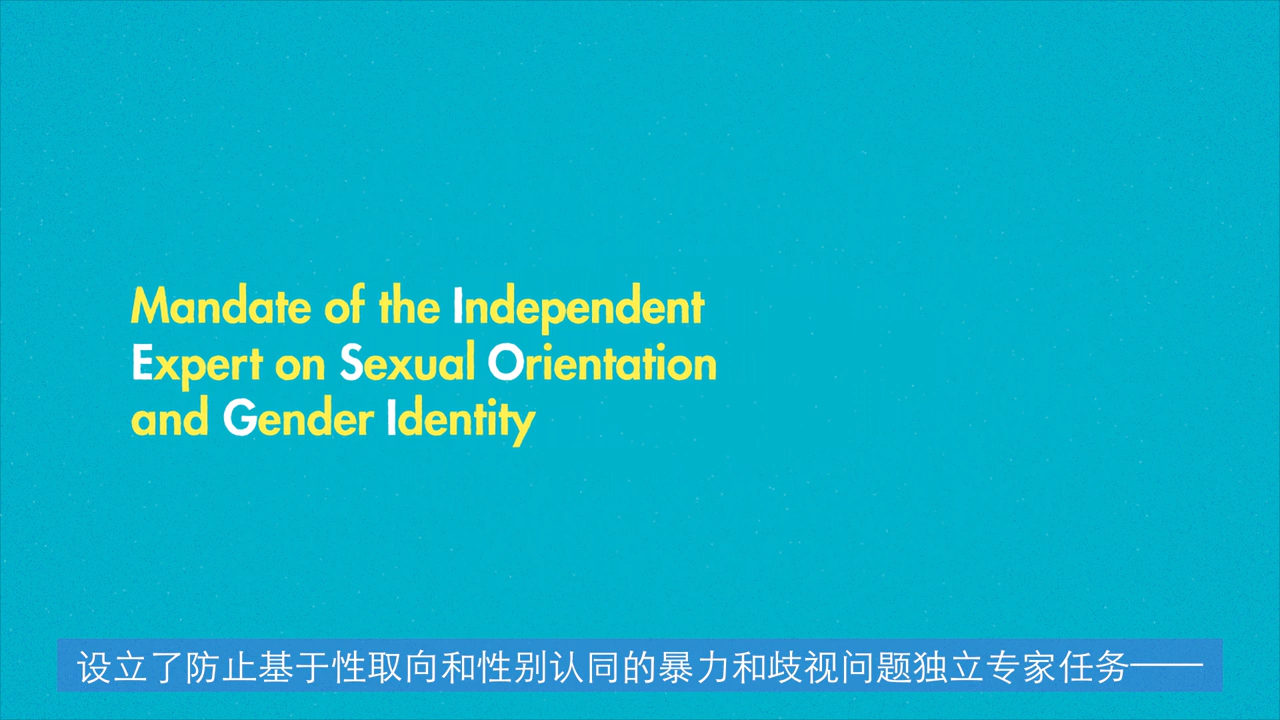 Mandate of the Independent
Expert on Sexual Orientation
and Gender Identity
设立了防止基于性取向和性别认同的暴力和歧视问题独立专家任务——